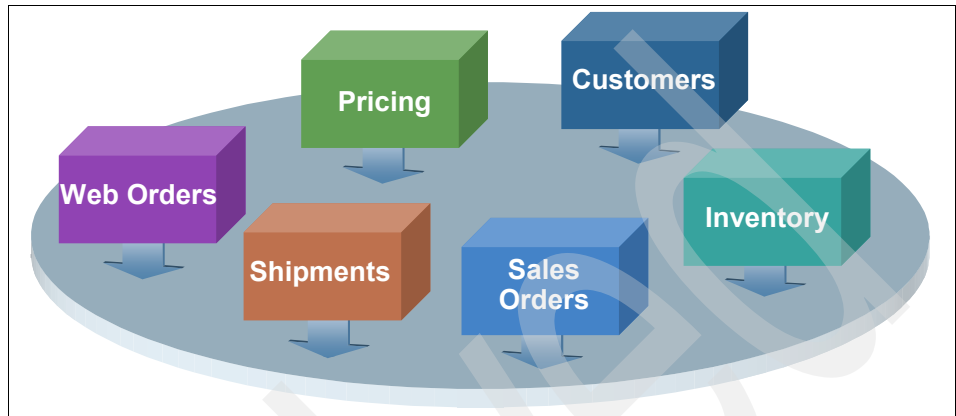 Pricing
Customers
Web Orders
Inventory
Shipments
Sales
Orders